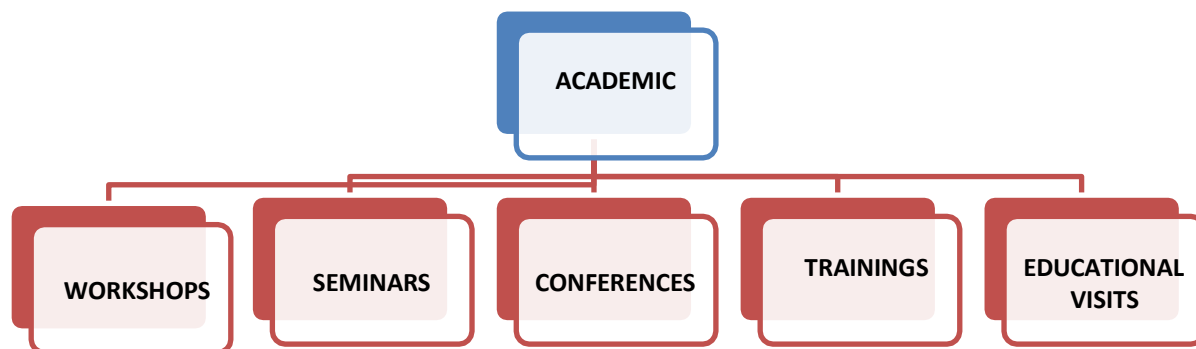 ACADEMIC
WORKSHOPS
SEMINARS
CONFERENCES
TRAININGS
EDUCATIONAL
VISITS